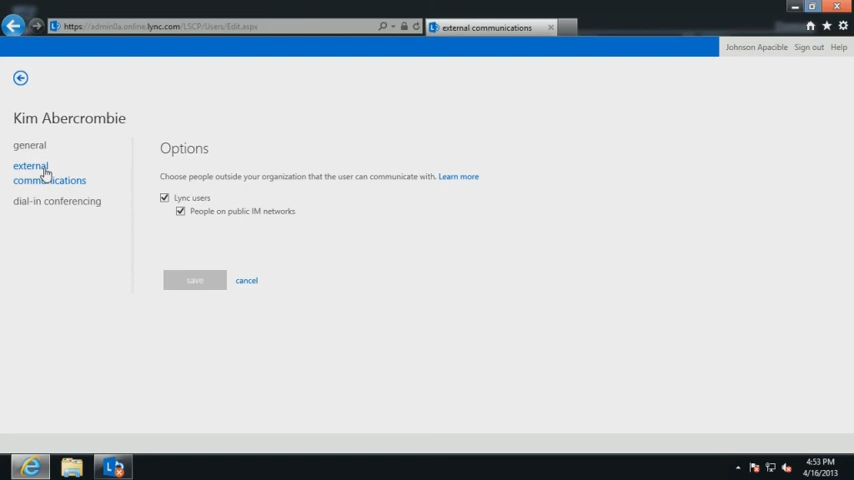 https://admin0a.online.lync.com/LSCP/Users/Edit.aspx
external communications
Johnson Apacible Sign out Help
Kim Abercrombie
general
external
communications
dial-in conferencing
Options
Choose people outside your organization that the user can communicate with. Learn more
Lync users
People on public IM networks
save cancel
4:53 PM
4/16/2013